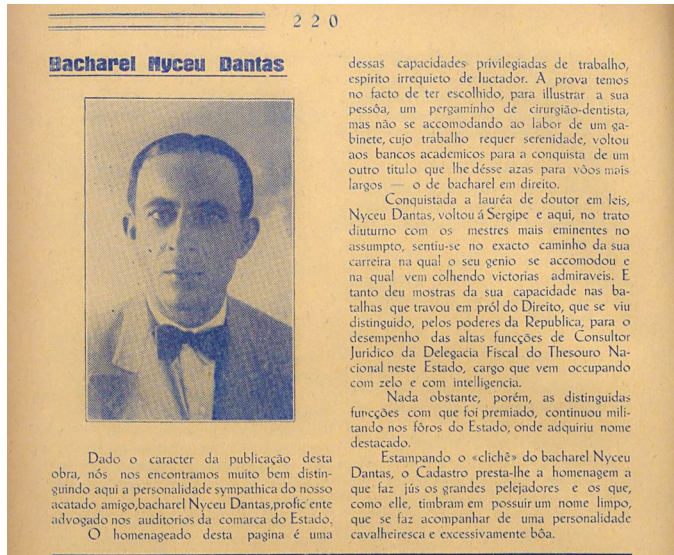 220
Bacharel Nyceu Dantas
Dado o caracter da publicação desta
obra, nós nos encontramos muito bem distin-
guindo aqui a personalidade sympathica do nosso
acatado amigo,bacharel Nyceu Dantas,profic ente
advogado nos auditorios da comarca do Estado.
O homenageado desta pagina é uma
dessas capacidades privilegiadas de trabalho,
espirito irrequieto de luctador. A prova temos
no facto de ter escolhido, para illustrar a sua
pessôa, um pergaminho de cirurgião-dentista,
mas não se accomodando ao labor de um ga-
binete, cujo trabalho requer serenidade, voltou
aos bancos academicos para a conquista de um
outro titulo que lhe désse azas para vôos mais
largos — o de bacharel em direito.
Conquistada a lauréa de doutor em leis,
Nyceu Dantas, voltou á Sergipe e aqui, no trato
diuturno com os mestres mais eminentes no
assumpto, sentiu-se no exacto caminho da sua
carreira na qual o seu genio se accomodou e
na qual vem colhendo victorias admiraveis. E
tanto deu mostras da sua capacidade nas ba-
talhas que travou em pról do Direito, que se viu
distinguido, pelos poderes da Republica, para o
desempenho das altas funcções de Consultor
Juridico da Delegacia Fiscal do Thesouro Na-
cional neste Estado, cargo que vem occupando
com zelo e com intelligencia.
Nada obstante, porém, as distinguidas
funcções com que foi premiado, continuou mili-
tando nos fôros do Estado, onde adquiriu nome
destacado.
Estampando o «clichê» do bacharel Nyceu
Dantas, o Cadastro presta-lhe a homenagem a
que faz jús os grandes pelejadores e os que,
como elle, timbram em possuir um nome limpo,
que se faz acompanhar de uma personalidade
cavalheiresca e excessivamente bôa.